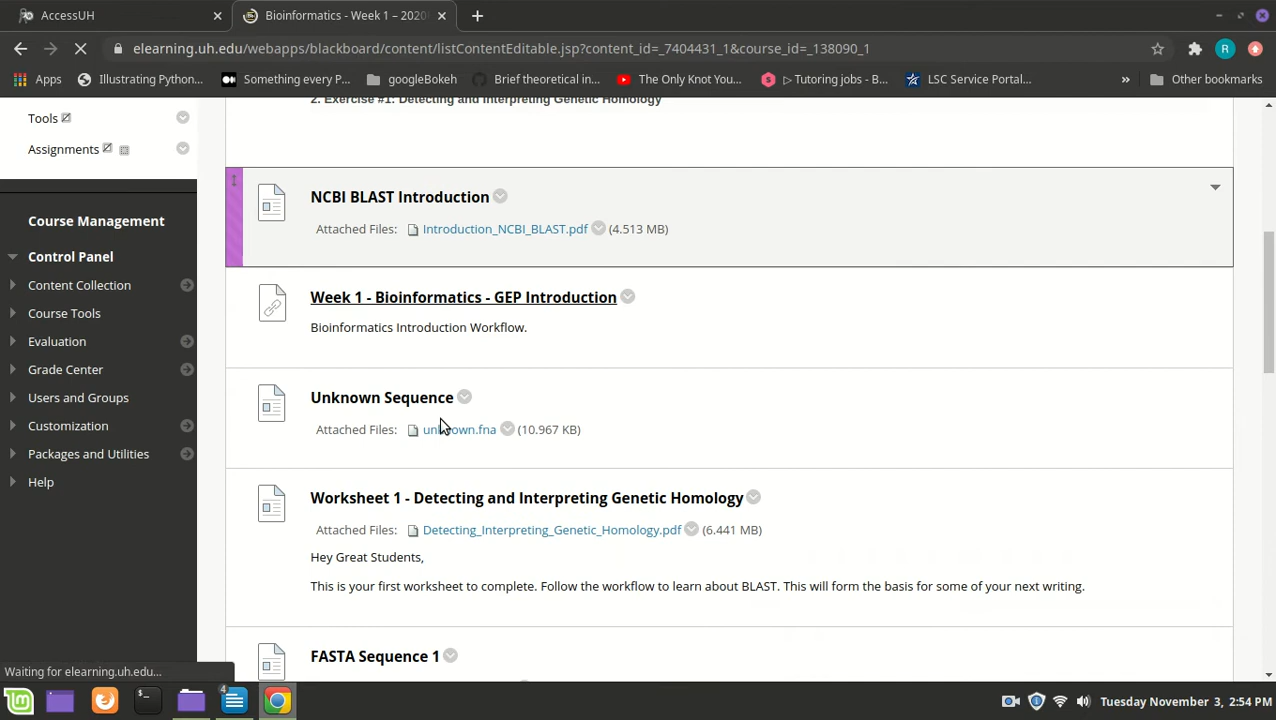 AccessUH
Bioinformatics - Week 1 – 2020
elearning.uh.edu/webapps/blackboard/content/listContentEditable.jsp?content_id=_7404431_1&course_id=_138090_1
R
Apps
Illustrating Python...
Something every P...
googleBokeh
Brief theoretical in...
The Only Knot You...
▷ Tutoring jobs - B...
LSC Service Portal...
»
Other bookmarks
2. Exercise #1: Detecting and Interpreting Genetic Homology
Tools
Assignments
Course Management
Control Panel
Content Collection
Course Tools
Evaluation
Grade Center
Users and Groups
Customization
Packages and Utilities
Help
NCBI BLAST Introduction
Attached Files: Introduction_NCBI_BLAST.pdf (4.513 MB)
Week 1 - Bioinformatics - GEP Introduction
Bioinformatics Introduction Workflow.
Unknown Sequence
Attached Files: unknown.fna (10.967 KB)
Worksheet 1 - Detecting and Interpreting Genetic Homology
Attached Files: Detecting_Interpreting_Genetic_Homology.pdf (6.441 MB)
Hey Great Students,
This is your first worksheet to complete. Follow the workflow to learn about BLAST. This will form the basis for some of your next writing.
FASTA Sequence 1
Waiting for elearning.uh.edu...
4
Tuesday November 3, 2:54 PM